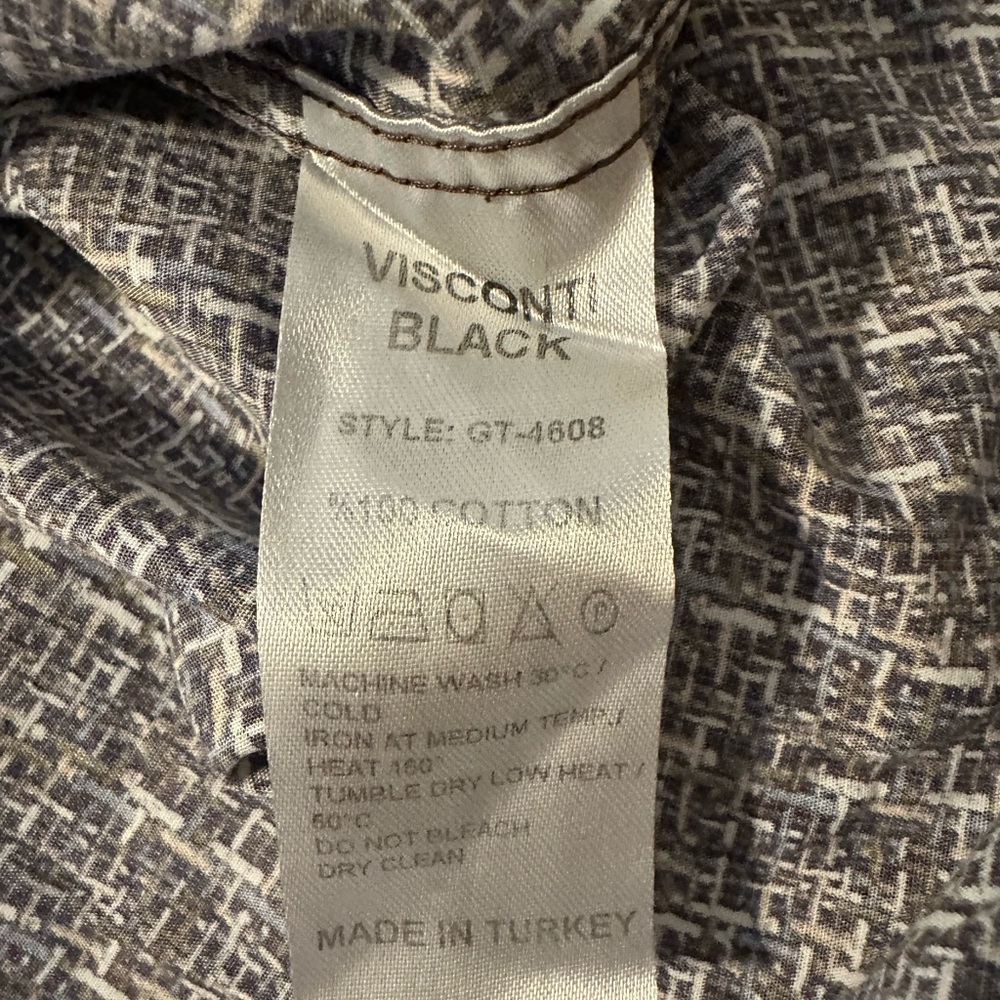 VISCONTI
BLACK
STYLE: GT-4608
%100 COTTON
MACHINE WASH 30°C /
COLD
IRON AT MEDIUM TEMP./
HEAT 160°
TUMBLE DRY LOW HEAT /
60°C
DO NOT BLEACH
DRY CLEAN
MADE IN TURKEY